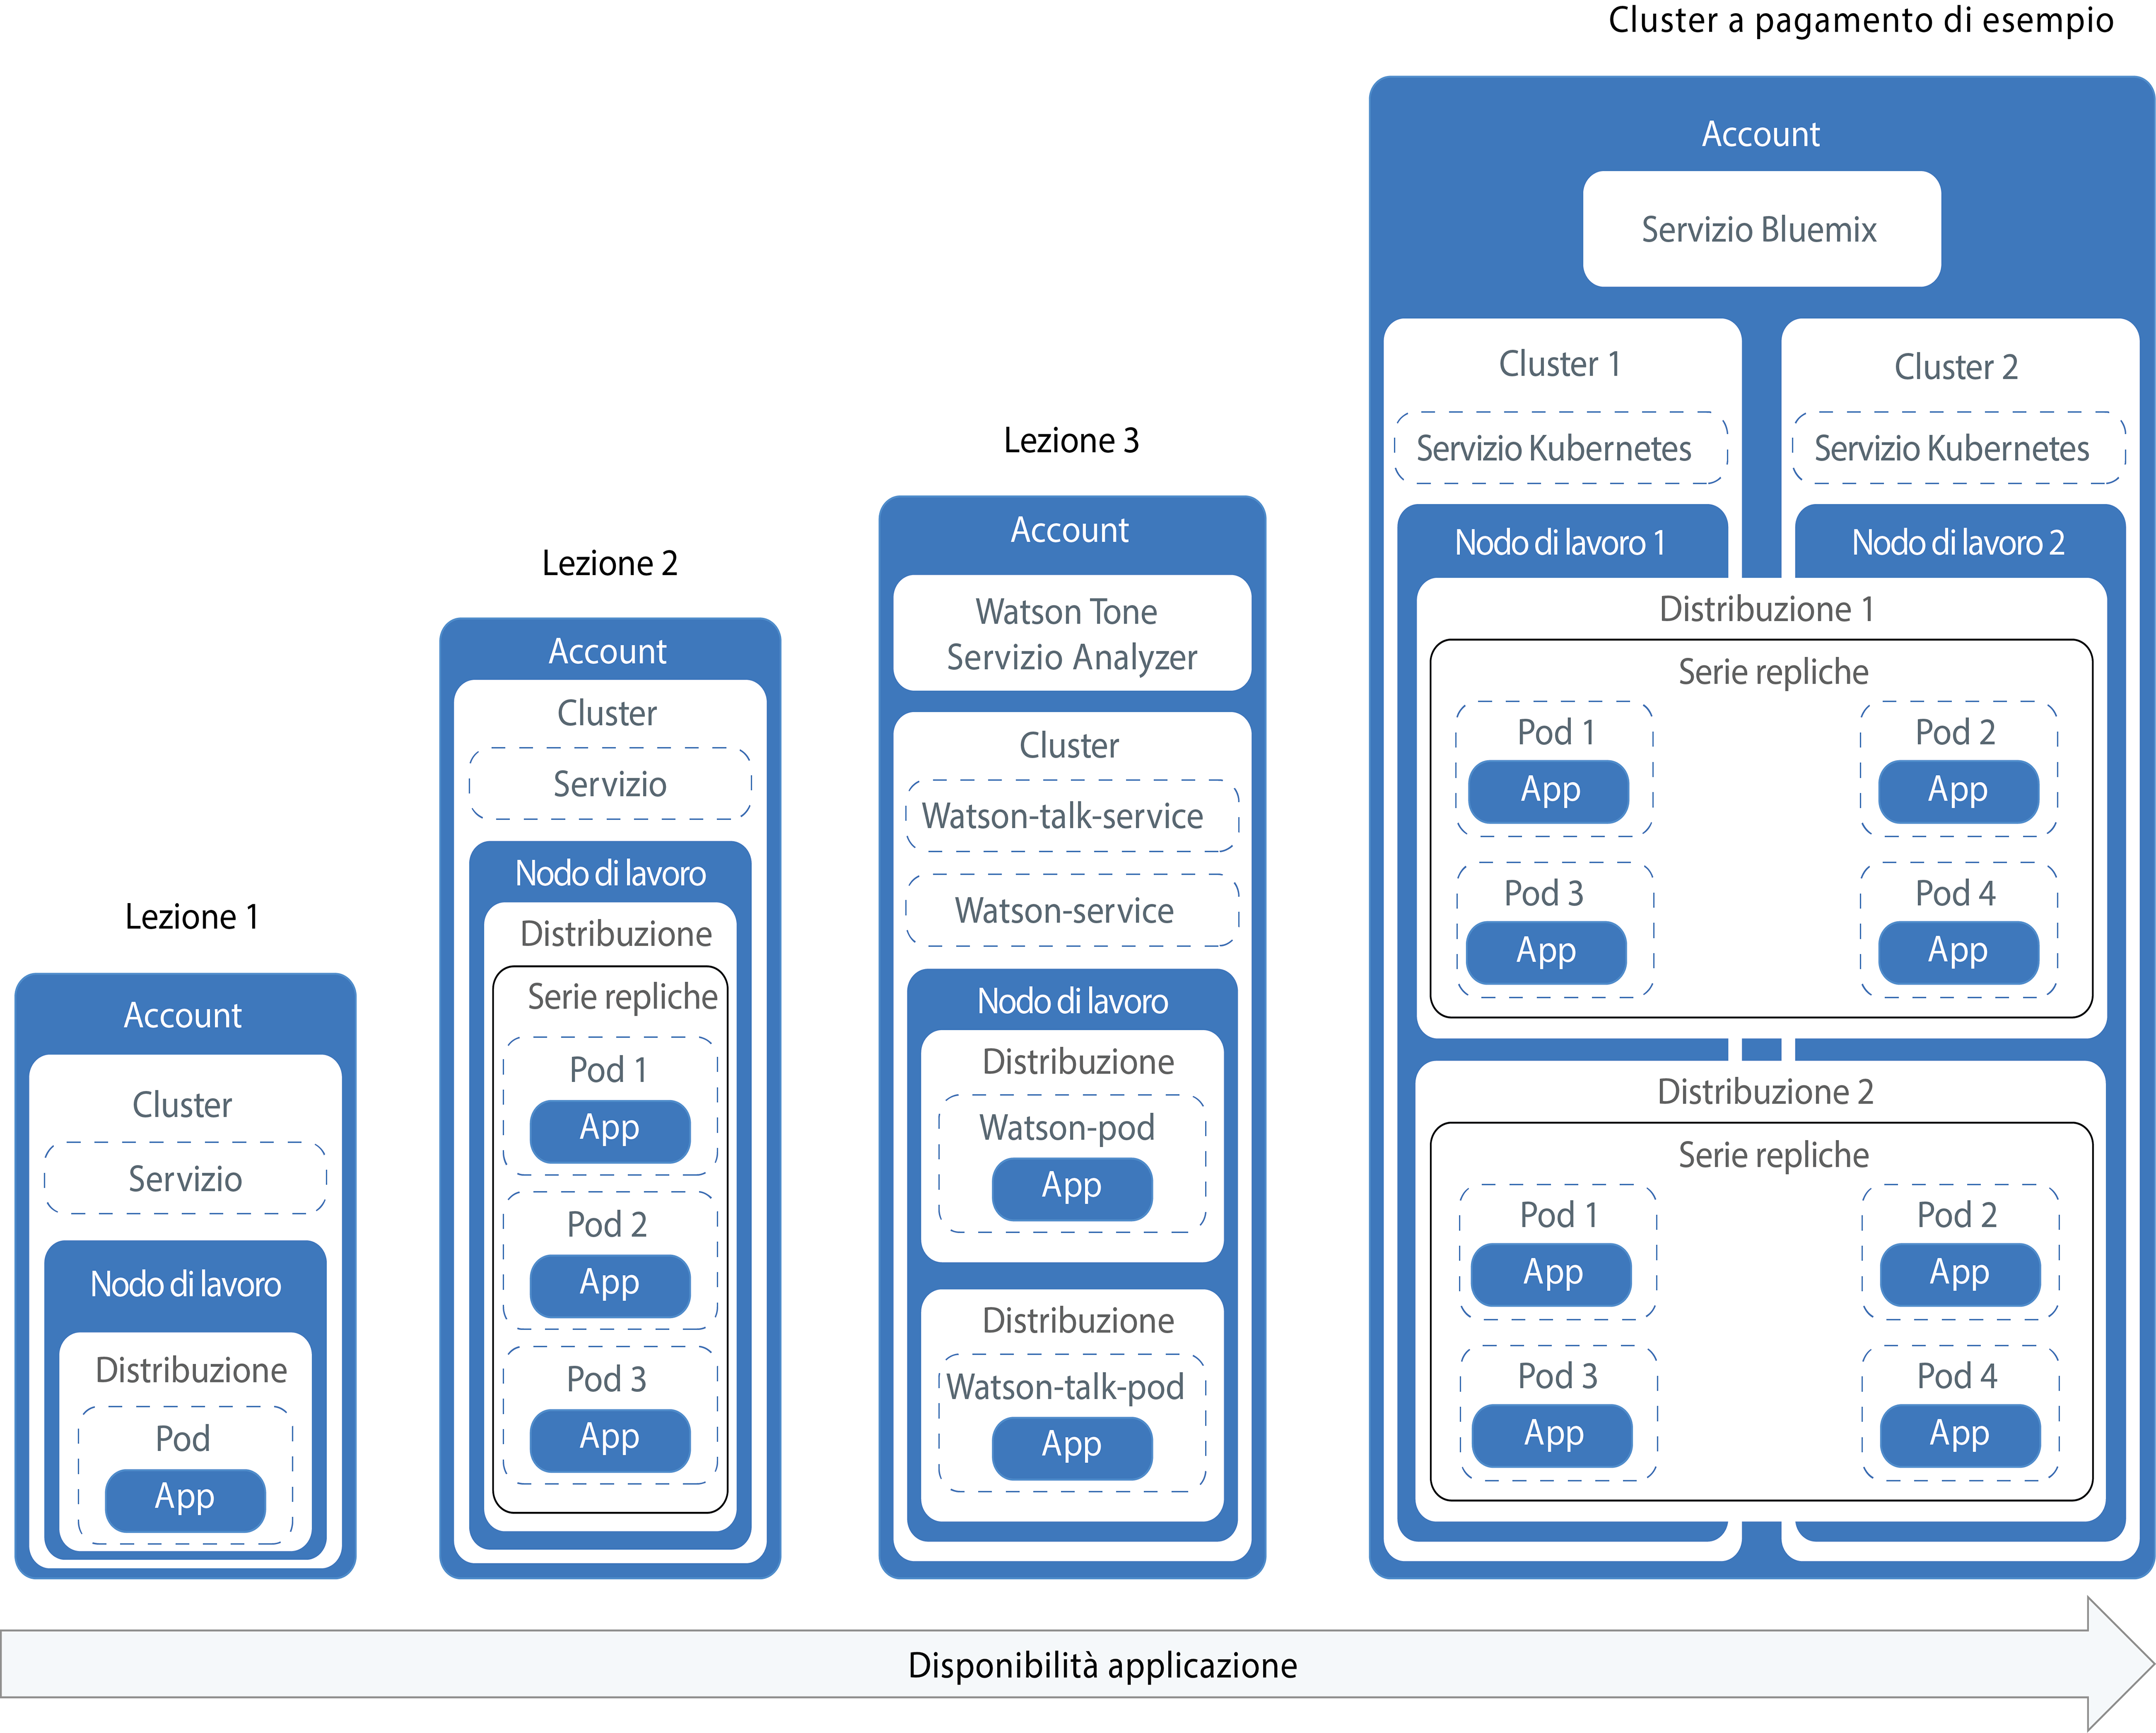 Lezione 1
Account
Cluster
Servizio
Nodo di lavoro
Distribuzione
Pod
App
Lezione 2
Account
Cluster
Servizio
Nodo di lavoro
Distribuzione
Serie repliche
Pod 1
App
Pod 2
App
Pod 3
App
Lezione 3
Account
Watson Tone
Servizio Analyzer
Cluster
Watson-talk-service
Watson-service
Nodo di lavoro
Distribuzione
Watson-pod
App
Distribuzione
Watson-talk-pod
App
Cluster a pagamento di esempio
Account
Servizio Bluemix
Cluster 1
Servizio Kubernetes
Nodo di lavoro 1
Cluster 2
Servizio Kubernetes
Nodo di lavoro 2
Distribuzione 1
Serie repliche
Pod 1
App
Pod 2
App
Pod 3
App
Pod 4
App
Distribuzione 2
Serie repliche
Pod 1
App
Pod 2
App
Pod 3
App
Pod 4
App
Disponibilità applicazione